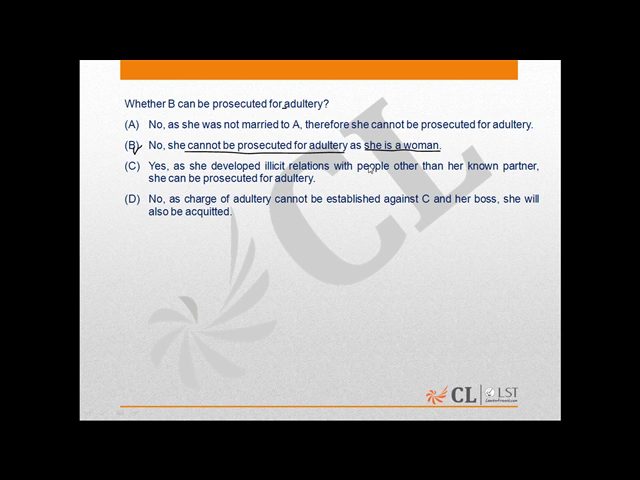 Whether B can be prosecuted for adultery?
(A) No, as she was not married to A, therefore she cannot be prosecuted for adultery.
(B) No, she cannot be prosecuted for adultery as she is a woman.
(C) Yes, as she developed illicit relations with people other than her known partner,
she can be prosecuted for adultery.
(D) No, as charge of adultery cannot be established against C and her boss, she will
also be acquitted.
CL
CL LST